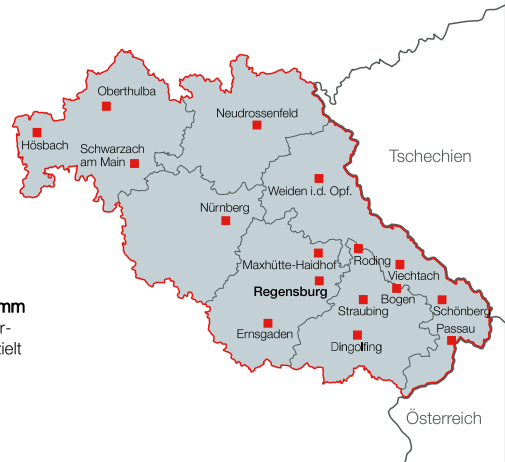 Oberthulba
Neudrossenfeld
Hösbach
Schwarzach
am Main
Tschechien
Weiden i.d. Opf.
Nürnberg
Maxhütte-Haidhof
Roding
Viechtach
Regensburg
Bogen
Straubing
Schönberg
Ernsgaden
Passau
Dingolfing
Österreich
mm
r-
ielt